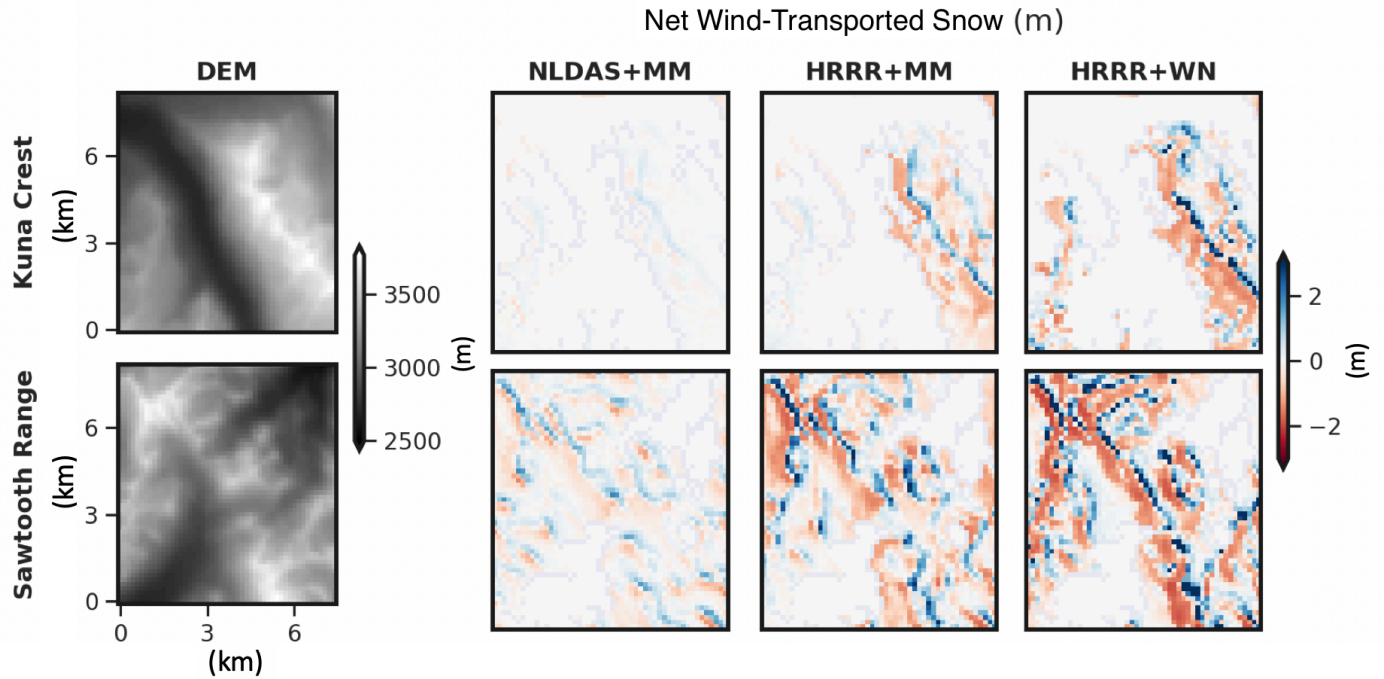 Net Wind-Transported Snow (m)
DEM
NLDAS+MM
HRRR+MM
HRRR+WN
Kuna Crest
(km)
6
3
0
3500
3000
2500
(m)
2
0
−2
(m)
Sawtooth Range
(km)
6
3
0
0 3 6
(km)